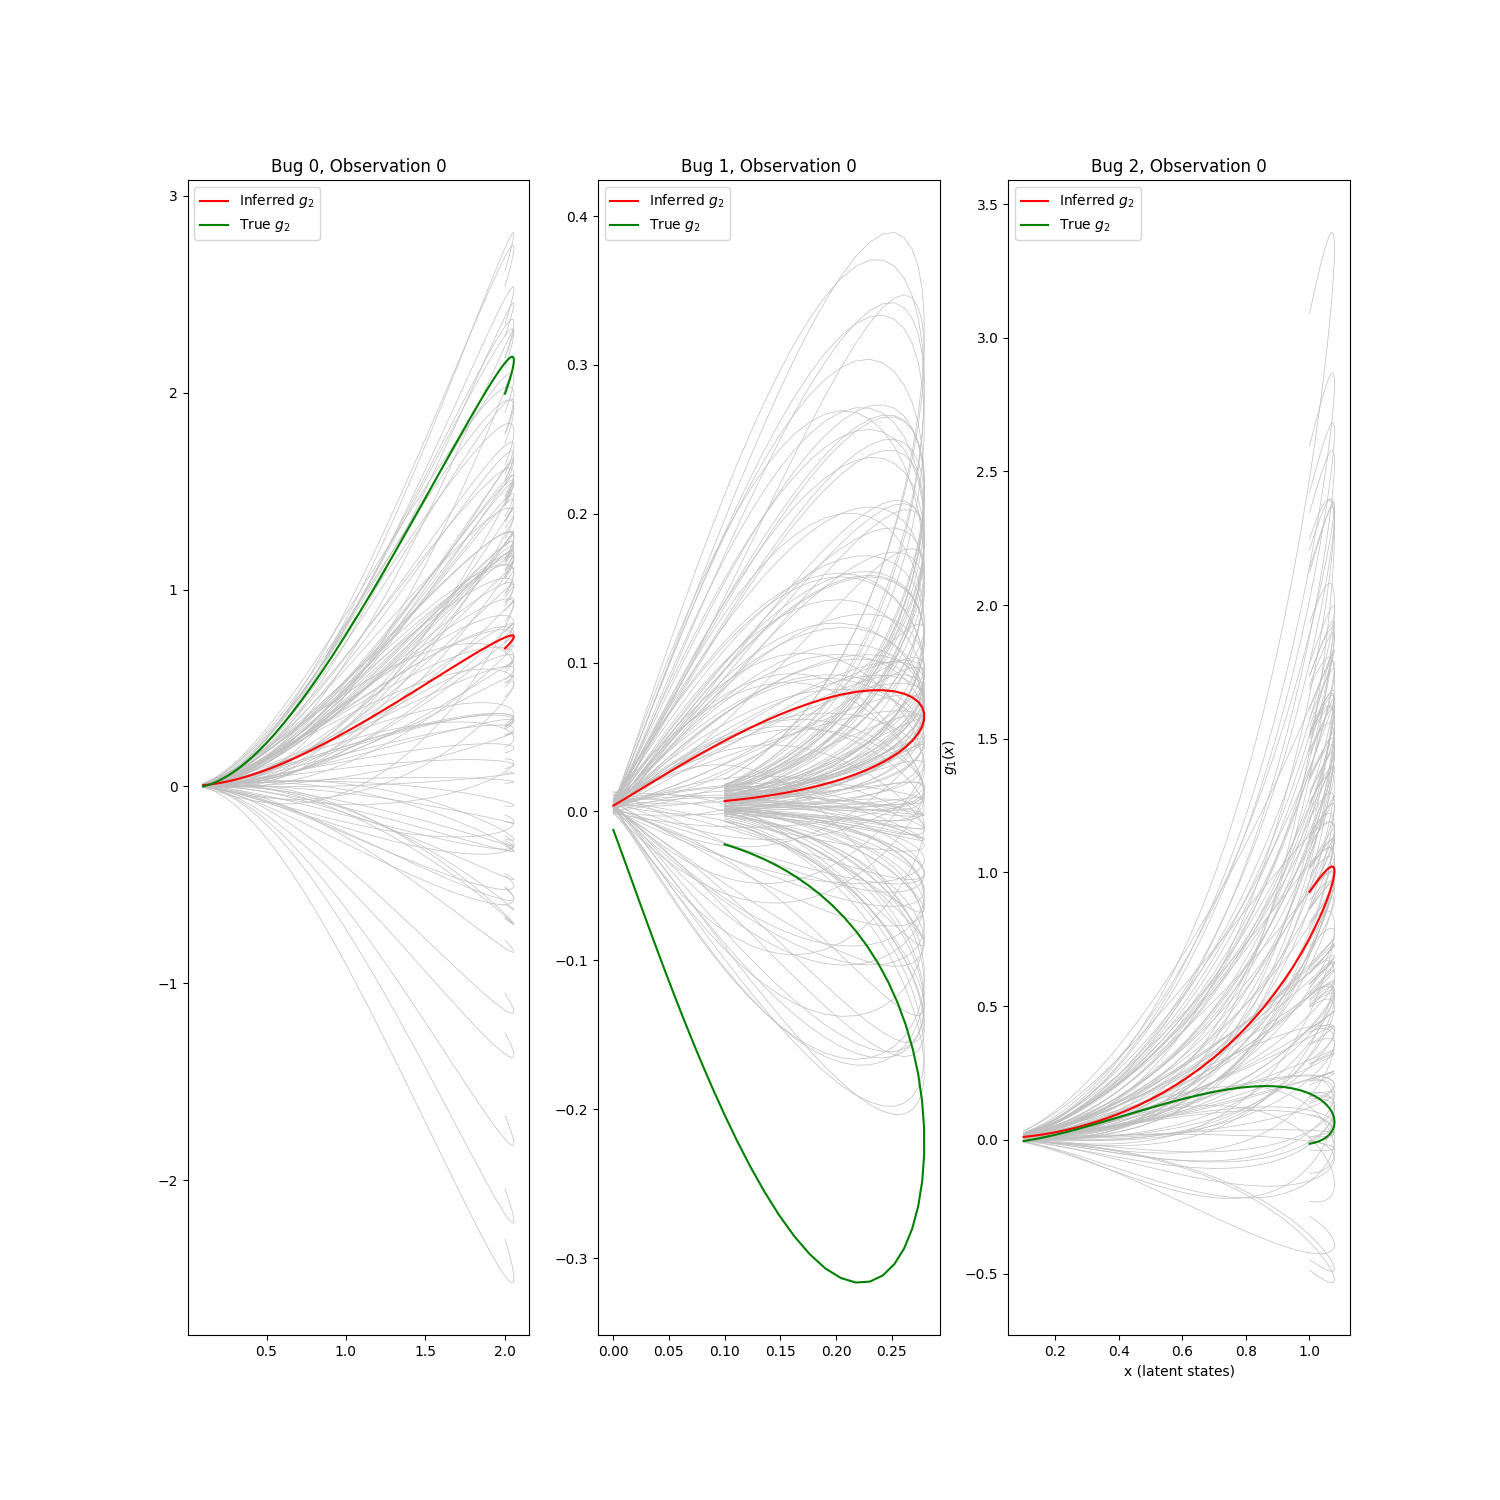 Bug 0, Observation 0
Inferred g₂
True g₂
3
2
1
0
−1
−2
0.5 1.0 1.5 2.0
Bug 1, Observation 0
Inferred g₂
True g₂
0.4
0.3
0.2
0.1
0.0
−0.1
−0.2
−0.3
0.00 0.05 0.10 0.15 0.20 0.25
Bug 2, Observation 0
Inferred g₂
True g₂
g₁(x)
3.5
3.0
2.5
2.0
1.5
1.0
0.5
0.0
−0.5
0.2 0.4 0.6 0.8 1.0
x (latent states)